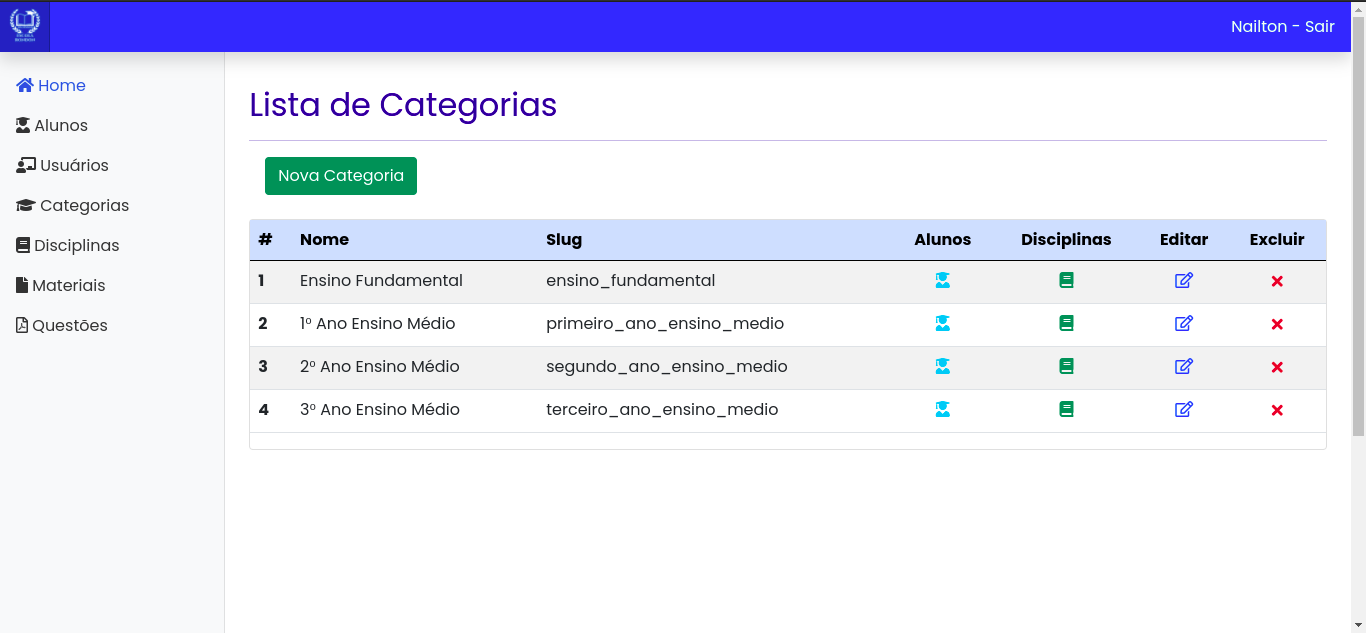 Nailton - Sair
Home
Alunos
Usuários
Categorias
Disciplinas
Materiais
Questões
Lista de Categorias
Nova Categoria
# Nome Slug Alunos Disciplinas Editar Excluir
1 Ensino Fundamental ensino_fundamental
2 1º Ano Ensino Médio primeiro_ano_ensino_medio
3 2º Ano Ensino Médio segundo_ano_ensino_medio
4 3º Ano Ensino Médio terceiro_ano_ensino_medio